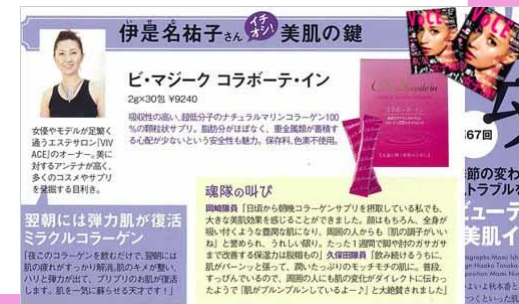 伊是名祐子さん イチオシ! 美肌の鍵
ビ・マジーク コラボーテ・イン
2g×30包 ¥9240
吸収性の高い、超低分子のナチュラルマリンコラーゲン100
%の顆粒状サプリ。脂肪分がほぼなく、重金属類が蓄積す
る心配が少ないという安全性も魅力。保存料、色素不使用。
女優やモデルが足繁く
通うエステサロン『VIV
ACE』のオーナー。美に
対するアンテナが高く、
多くのコスメやサプリ
を発掘する目利き。
翌朝には弾力肌が復活
ミラクルコラーゲン
「夜このコラーゲンを飲むだけで、翌朝には
肌の疲れがすっかり解消。肌のキメが整い、
ハリと弾力が出て、プリプリのお肌が復活
します。肌を一気に蘇らせる天才です!」
魂隊の叫び
岡崎隊員「日頃から朝晩コラーゲンサプリを摂取している私でも、
大きな美肌効果を感じることができました。顔はもちろん、全身が
吸い付くような豊潤な肌になり、周囲の人からも「肌の調子がいい
ね」と誉められ、うれしい限り。たった1週間で脚や肘のガサガサ
まで改善する保湿力は脱帽もの」久保田隊員「飲み続けるうちに、
肌がパーンッと張って、潤いたっぷりのモッチモチの肌に。普段、
すっぴんでいるので、周囲の人にも肌の変化がダイレクトに伝わっ
たようで「肌がプルンプルンしているよ〜♪」と大絶賛されました」
コラボーテ・イン
VOCE
VOCE
第67回
節の変わ
トラブルを
ビューテ
美肌イ